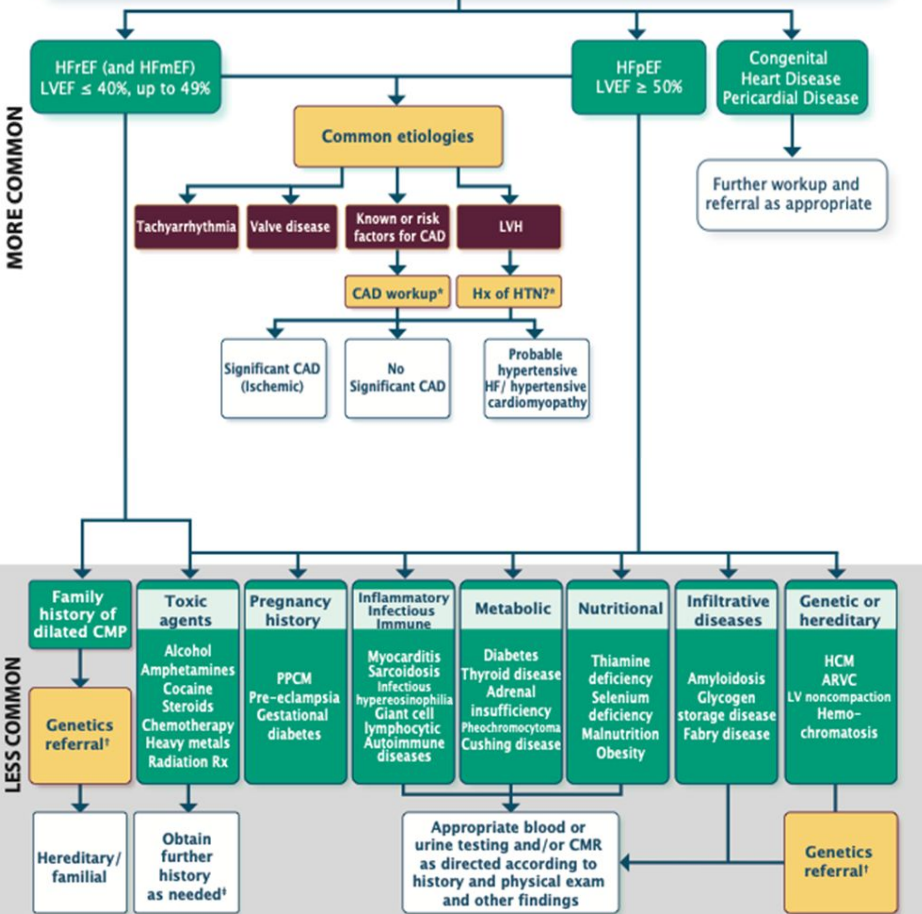 HFrEF (and HFmEF)
LVEF ≤ 40%, up to 49%
HFpEF
LVEF ≥ 50%
Congenital
Heart Disease
Pericardial Disease
MORE COMMON
Common etiologies
Further workup and
referral as appropriate
Tachyarrhythmia
Valve disease
Known or risk
factors for CAD
LVH
CAD workup*
Hx of HTN?*
Significant CAD
(Ischemic)
No
Significant CAD
Probable
hypertensive
HF/ hypertensive
cardiomyopathy
LESS COMMON
Family
history of
dilated CMP
Genetics
referral†
Hereditary/
familial
Toxic
agents
Alcohol
Amphetamines
Cocaine
Steroids
Chemotherapy
Heavy metals
Radiation Rx
Obtain
further
history
as needed‡
Pregnancy
history
PPCM
Pre-eclampsia
Gestational
diabetes
Inflammatory
Infectious
Immune
Myocarditis
Sarcoidosis
Infectious
hypereosinophilia
Giant cell
lymphocytic
Autoimmune
diseases
Metabolic
Diabetes
Thyroid disease
Adrenal
insufficiency
Pheochromocytoma
Cushing disease
Nutritional
Thiamine
deficiency
Selenium
deficiency
Malnutrition
Obesity
Infiltrative
diseases
Amyloidosis
Glycogen
storage disease
Fabry disease
Genetic or
hereditary
HCM
ARVC
LV noncompaction
Hemo-
chromatosis
Appropriate blood or
urine testing and/or CMR
as directed according to
history and physical exam
and other findings
Genetics
referral†